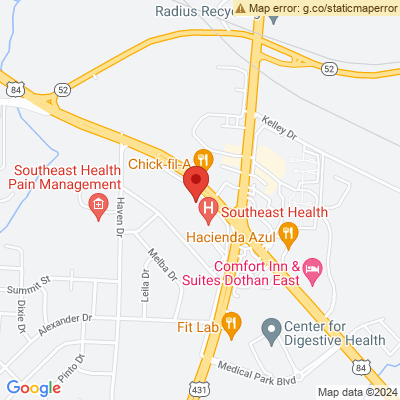 Map error: g.co/staticmaperror
Radius Recycling
52
52
84
Kelley Dr
Chick-fil-A
Southeast Health
Pain Management
H
Southeast Health
Haven Dr
Hacienda Azul
Melba Dr
Leila Dr
Comfort Inn &
Suites Dothan East
Summit St
Dixie Dr
Alexander Dr
Fit Lab
Center for
Digestive Health
Pinto Dr
84
Medical Park Blvd
431
Google
Map data ©2024